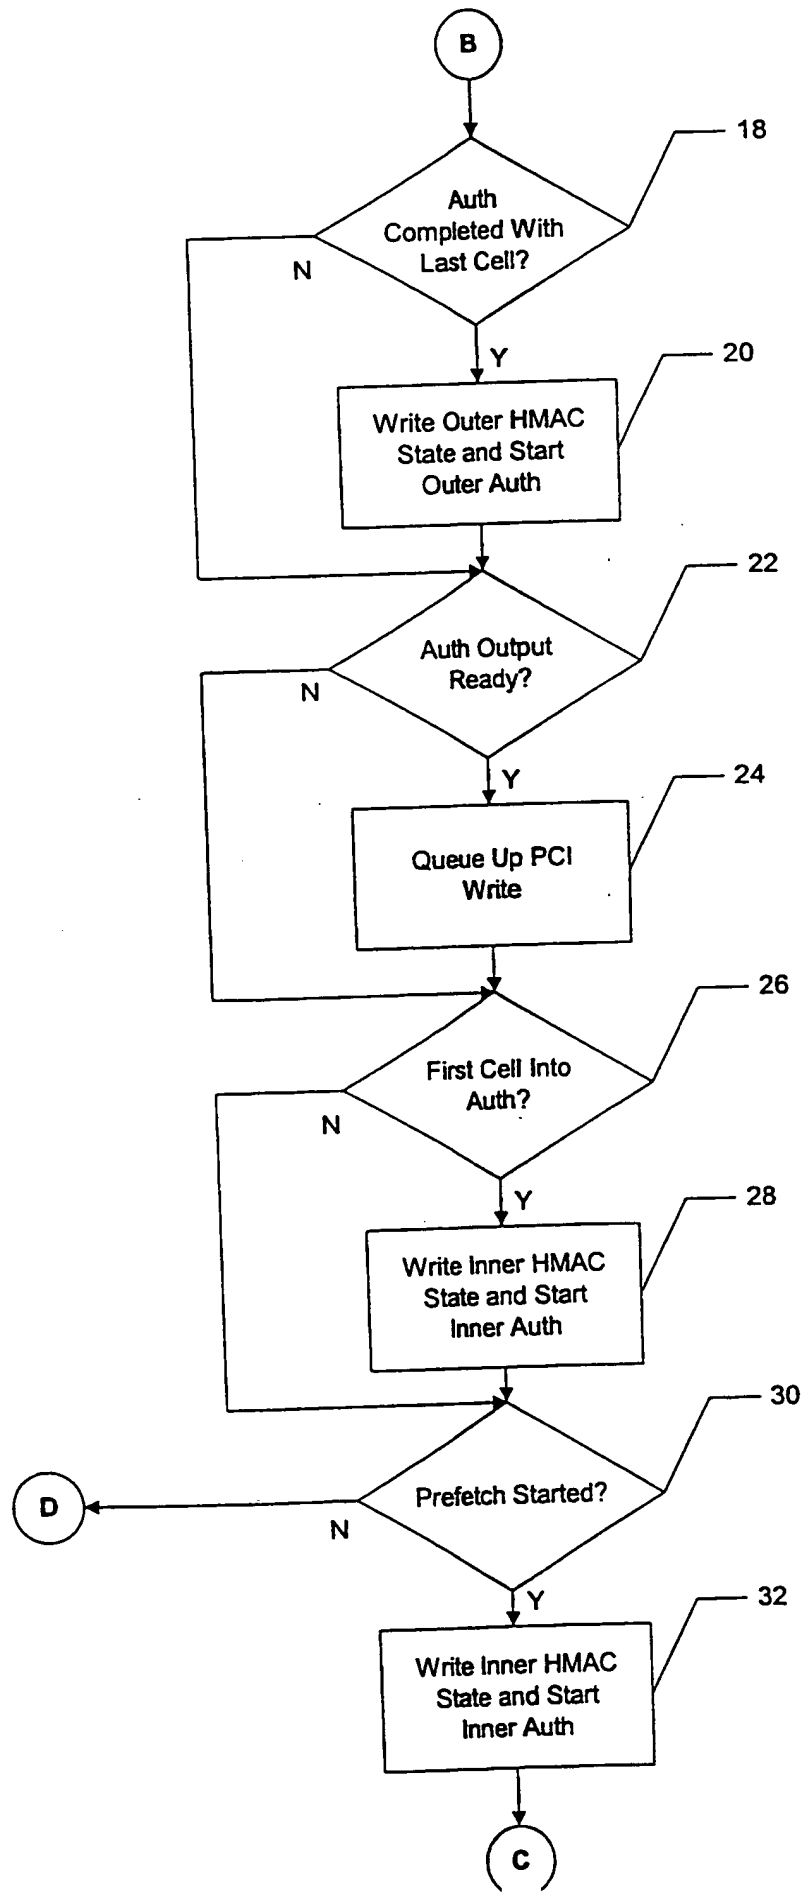 B
18
Auth
Completed With
Last Cell?
N
Y
20
Write Outer HMAC
State and Start
Outer Auth
22
Auth Output
Ready?
N
Y
24
Queue Up PCI
Write
26
First Cell Into
Auth?
N
Y
28
Write Inner HMAC
State and Start
Inner Auth
30
Prefetch Started?
D
N
Y
32
Write Inner HMAC
State and Start
Inner Auth
C